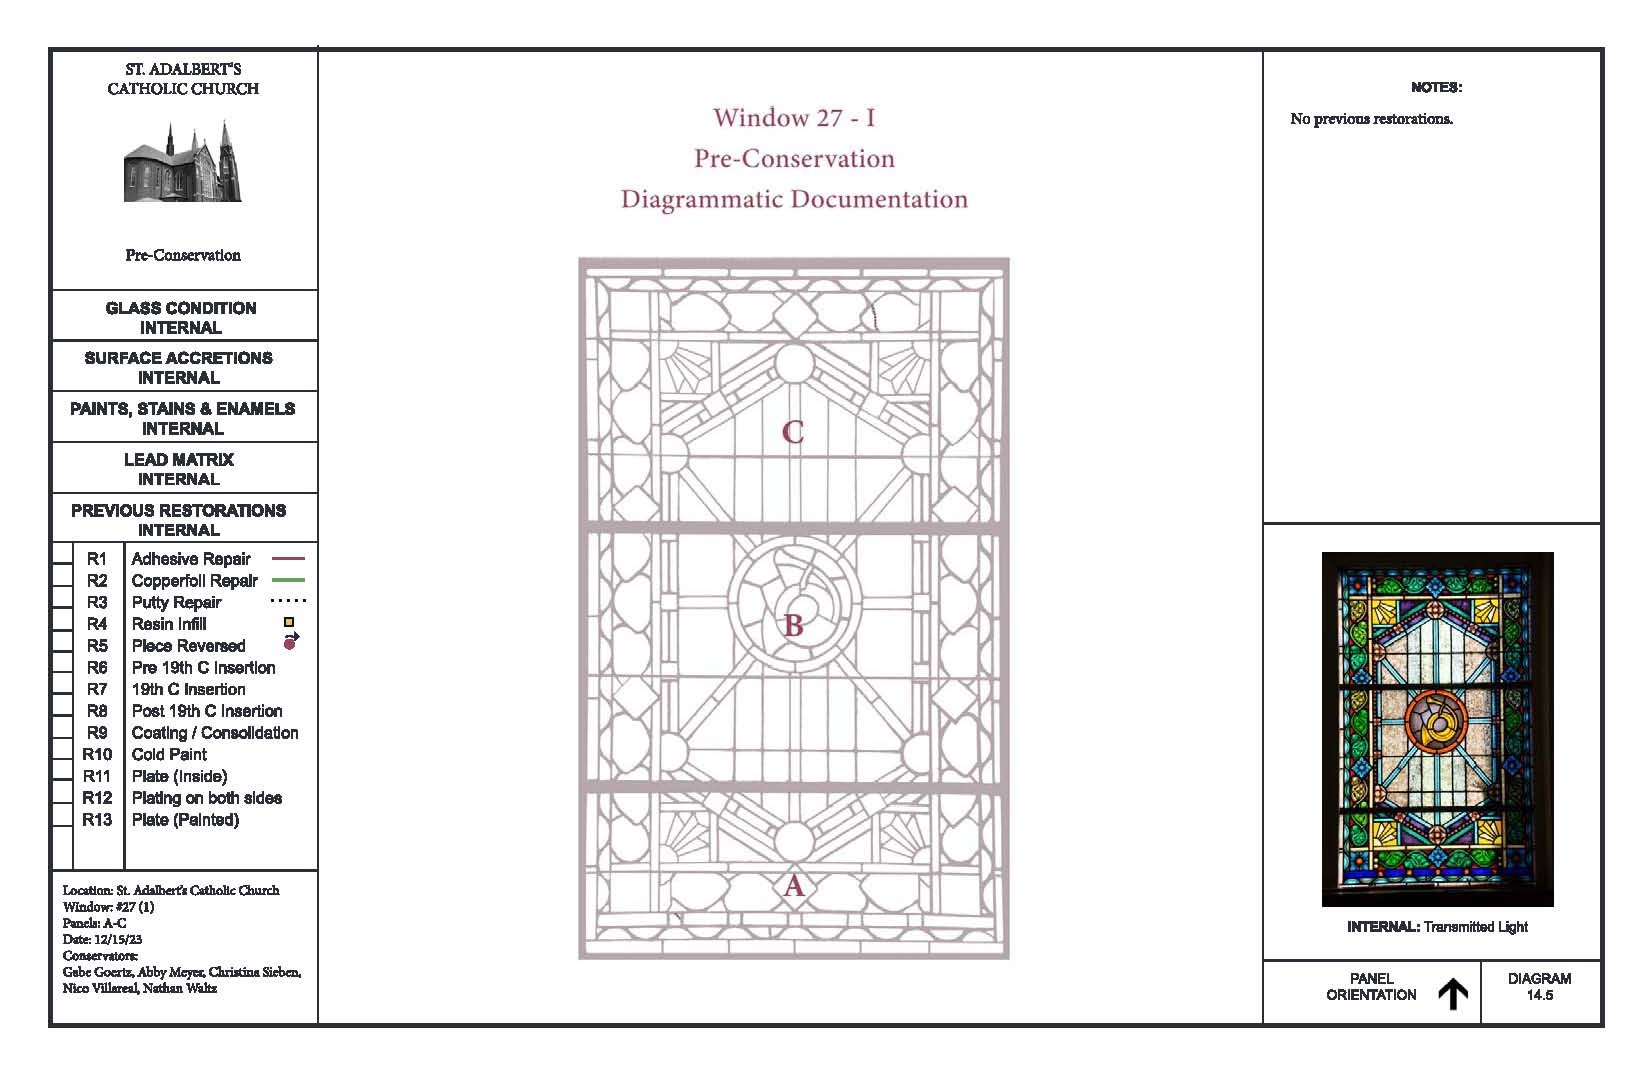 ST. ADALBERT'S
CATHOLIC CHURCH
Pre-Conservation
GLASS CONDITION
INTERNAL
SURFACE ACCRETIONS
INTERNAL
PAINTS, STAINS & ENAMELS
INTERNAL
LEAD MATRIX
INTERNAL
PREVIOUS RESTORATIONS
INTERNAL
R1 Adhesive Repair
R2 Copperfoil Repair
R3 Putty Repair
R4 Resin Infill
R5 Piece Reversed
R6 Pre 19th C Insertion
R7 19th C Insertion
R8 Post 19th C Insertion
R9 Coating / Consolidation
R10 Cold Paint
R11 Plate (Inside)
R12 Plating on both sides
R13 Plate (Painted)
Location: St. Adalbert's Catholic Church
Window: #27 (1)
Panels: A-C
Date: 12/15/23
Conservators:
Gabe Goertz, Abby Meyer, Christina Sieben,
Nico Villareal, Nathan Waltz
Window 27 - I
Pre-Conservation
Diagrammatic Documentation
C
B
A
NOTES:
No previous restorations.
INTERNAL: Transmitted Light
PANEL
ORIENTATION
DIAGRAM
14.5